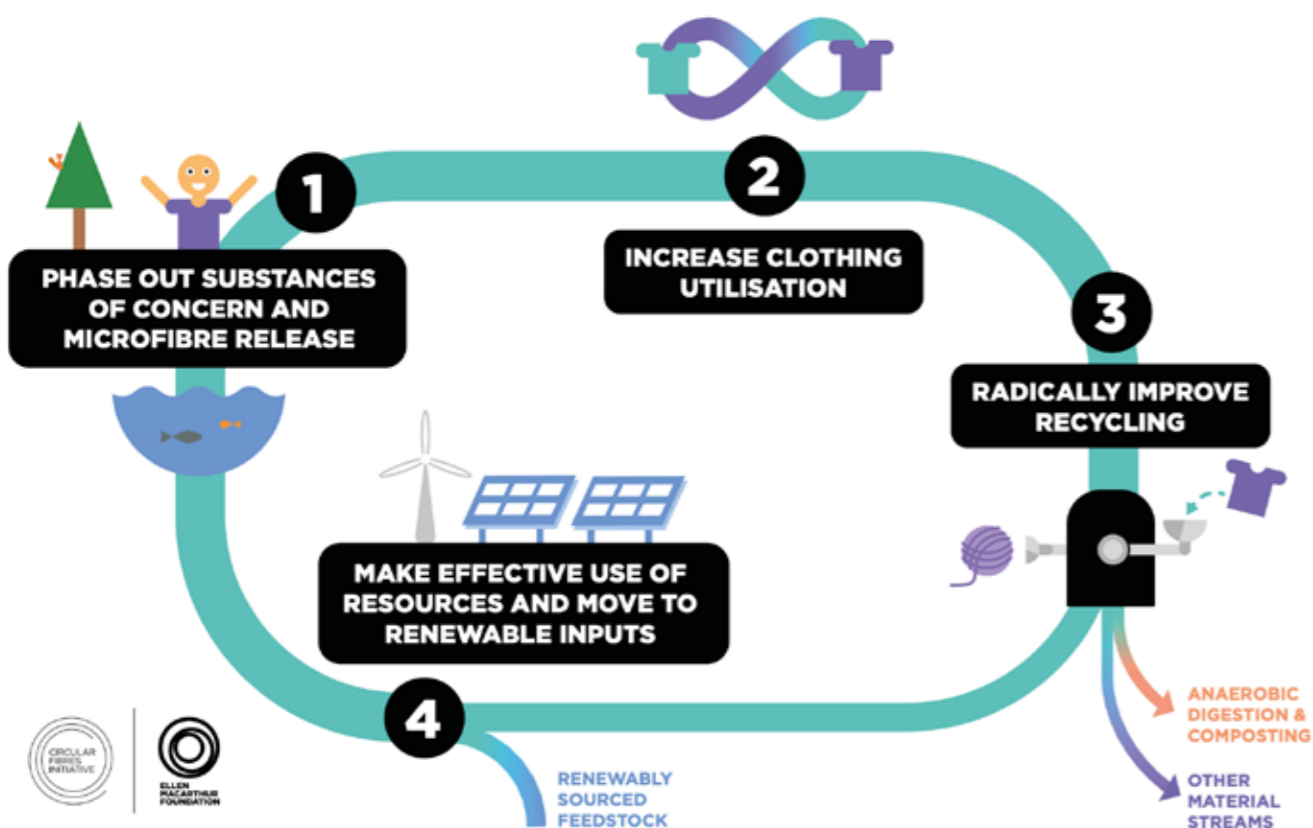 1
PHASE OUT SUBSTANCES
OF CONCERN AND
MICROFIBRE RELEASE
2
INCREASE CLOTHING
UTILISATION
3
RADICALLY IMPROVE
RECYCLING
MAKE EFFECTIVE USE OF
RESOURCES AND MOVE TO
RENEWABLE INPUTS
4
ANAEROBIC
DIGESTION &
COMPOSTING
OTHER
MATERIAL
STREAMS
RENEWABLY
SOURCED
FEEDSTOCK
CIRCULAR
FIBRES
INITIATIVE
ELLEN
MACARTHUR
FOUNDATION